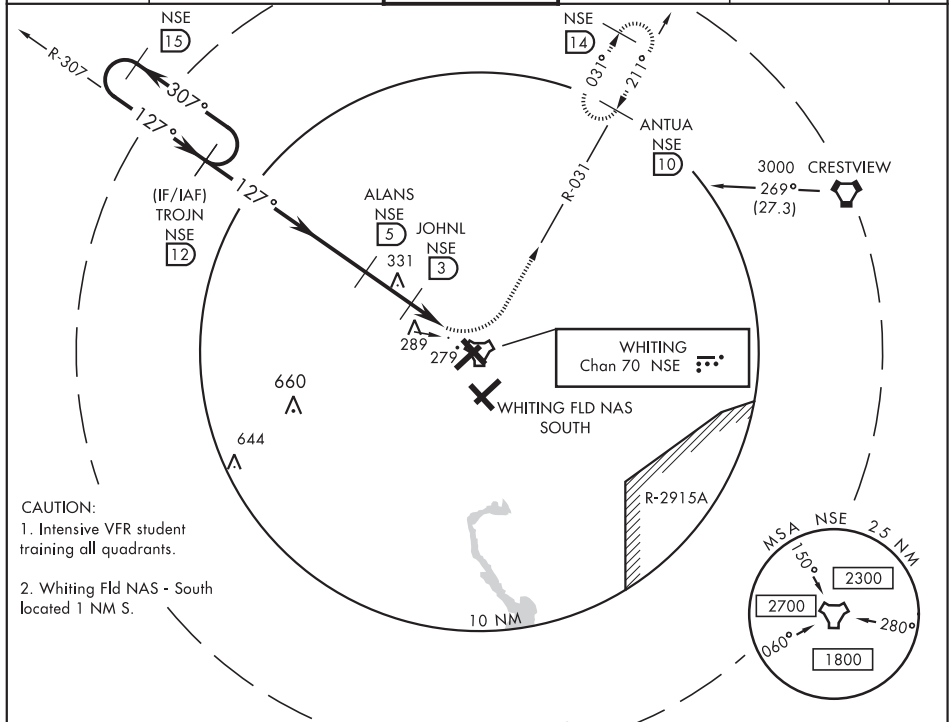 NSE
15
R-307
307°
127°
(IF/IAF)
TROJN
NSE
12
127°
ALANS
NSE
5
JOHNL
NSE
3
331
289
279
NSE
14
031°
211°
ANTUA
NSE
10
R-031
3000 CRESTVIEW
269°
(27.3)
WHITING
Chan 70 NSE
WHITING FLD NAS
SOUTH
660
644
R-2915A
CAUTION:
1. Intensive VFR student
training all quadrants.
2. Whiting Fld NAS - South
located 1 NM S.
10 NM
MSA NSE 25 NM
150°
2300
2700
060°
280°
1800